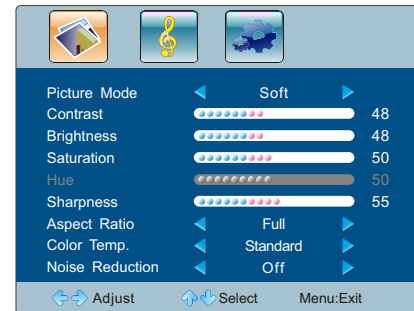 Picture Mode Soft
Contrast 48
Brightness 48
Saturation 50
Hue 50
Sharpness 55
Aspect Ratio Full
Color Temp. Standard
Noise Reduction Off
Adjust Select Menu:Exit